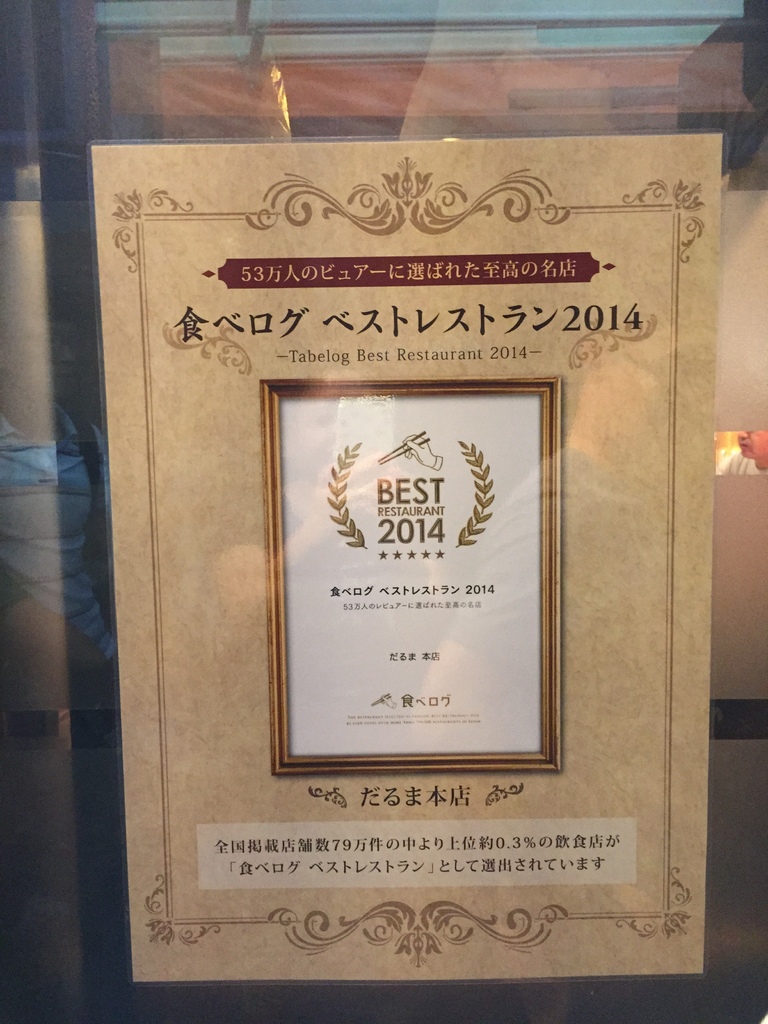 53万人のビュアーに選ばれた至高の名店
食べログ ベストレストラン2014
—Tabelog Best Restaurant 2014—
BEST
RESTAURANT
2014
★★★★★
食べログ ベストレストラン 2014
53万人のレビュアーに選ばれた至高の名店
だるま 本店
食べログ
だるま本店
全国掲載店舗数79万件の中より上位約0.3%の飲食店が
「食べログ ベストレストラン」として選出されています